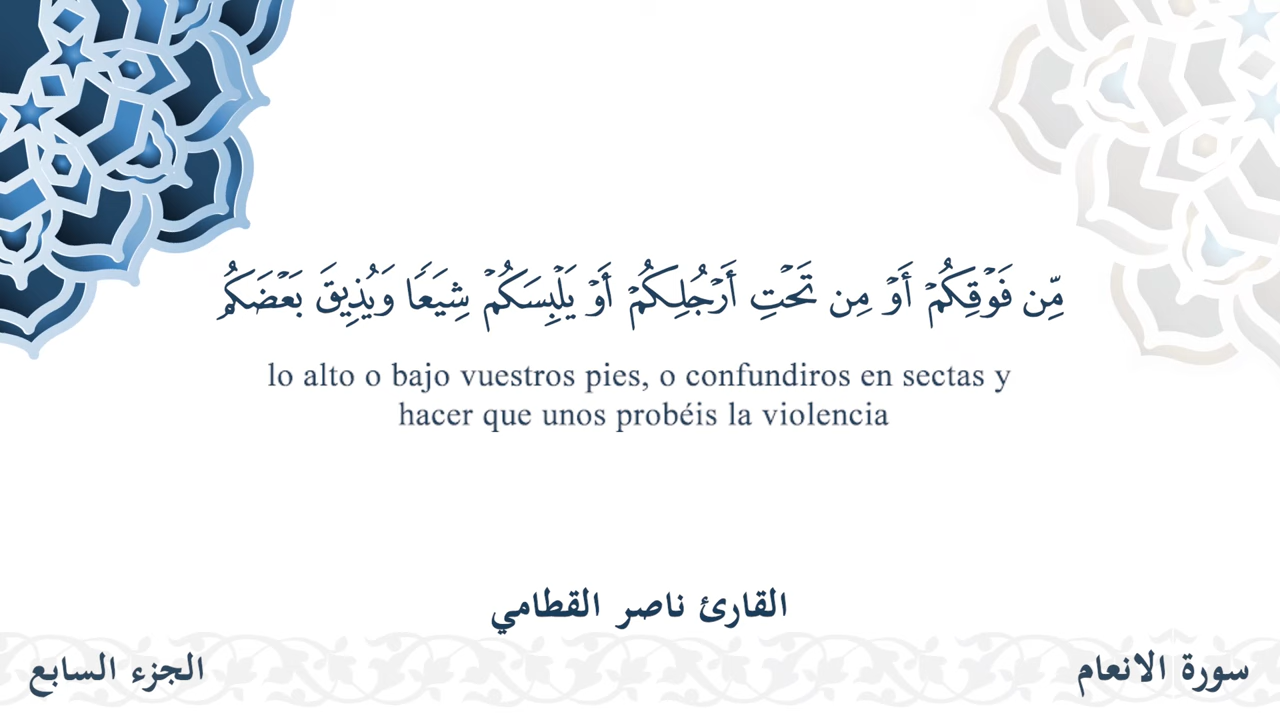 مِّن فَوْقِكُمْ أَوْ مِن تَحْتِ أَرْجُلِكُمْ أَوْ يَلْبِسَكُمْ شِيَعًا وَيُذِيقَ بَعْضَكُم
lo alto o bajo vuestros pies, o confundiros en sectas y
hacer que unos probéis la violencia
القارئ ناصر القطامي
سورة الانعام
الجزء السابع